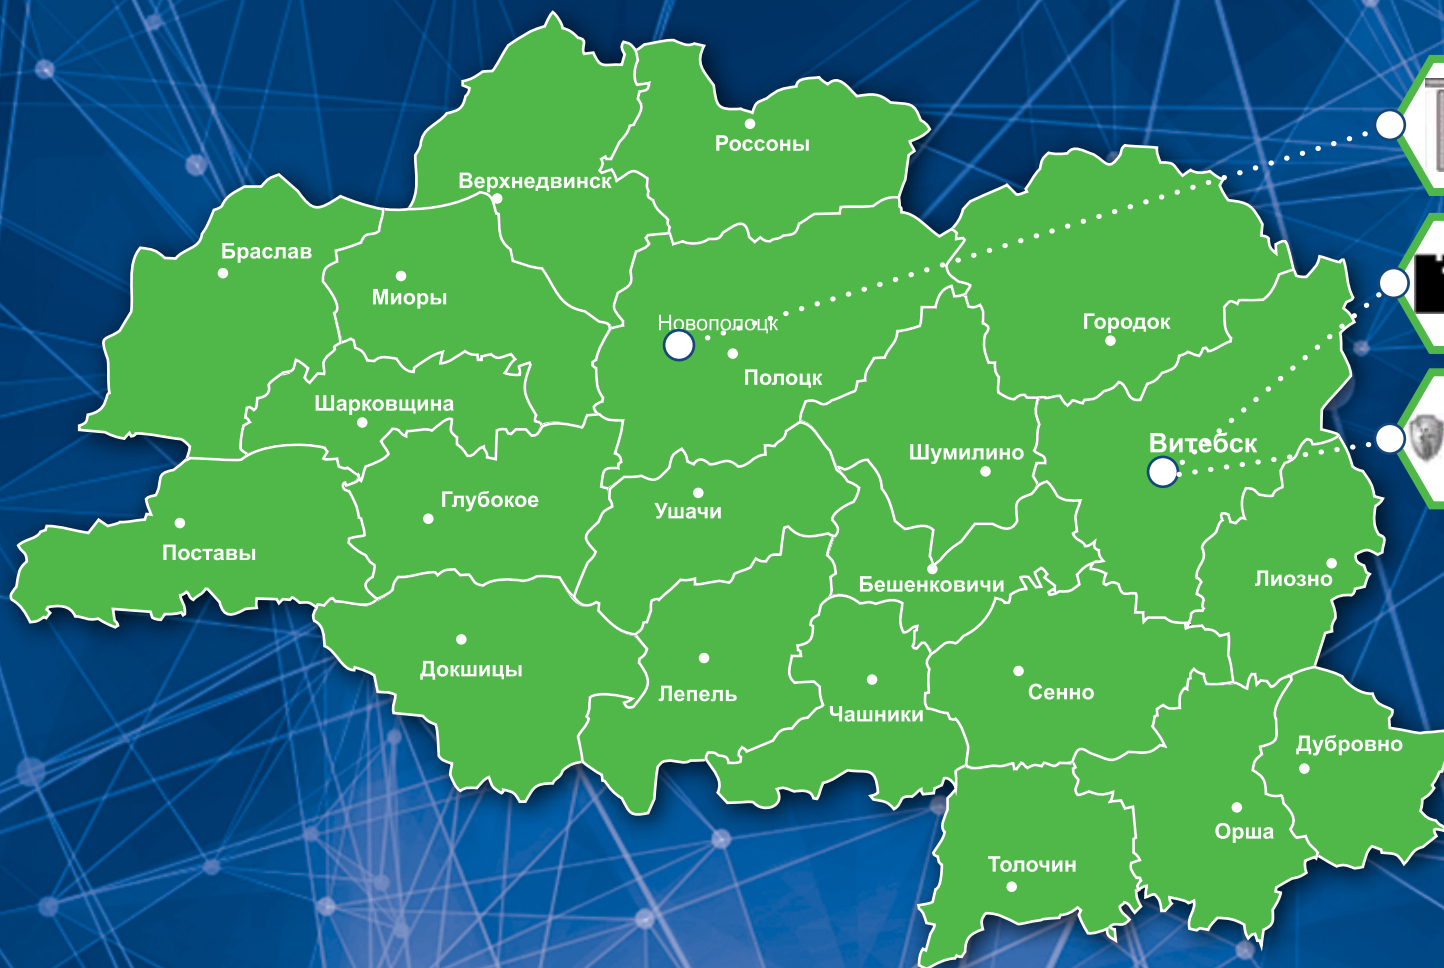 Россоны
Верхнедвинск
Браслав
Миоры
Новополоцк
Городок
Полоцк
Шарковщина
Витебск
Шумилино
Глубокое
Ушачи
Поставы
Лиозно
Бешенковичи
Докшицы
Лепель
Сенно
Чашники
Дубровно
Орша
Толочин